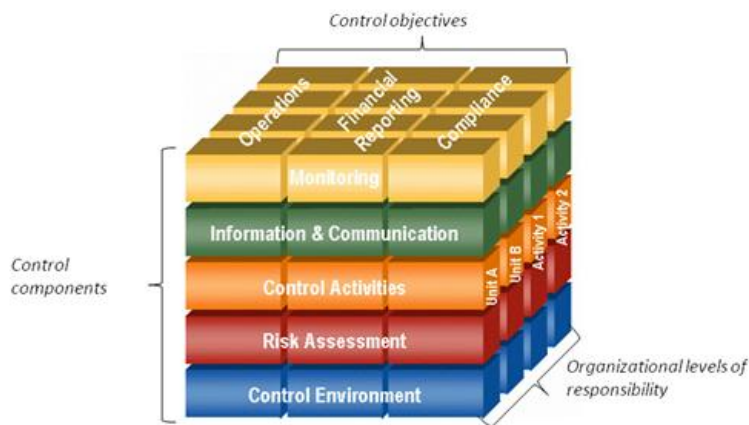 Control objectives
Operations
Financial
Reporting
Compliance
Monitoring
Information & Communication
Control Activities
Risk Assessment
Control Environment
Unit A
Unit B
Activity 1
Activity 2
Control
components
Organizational levels of
responsibility